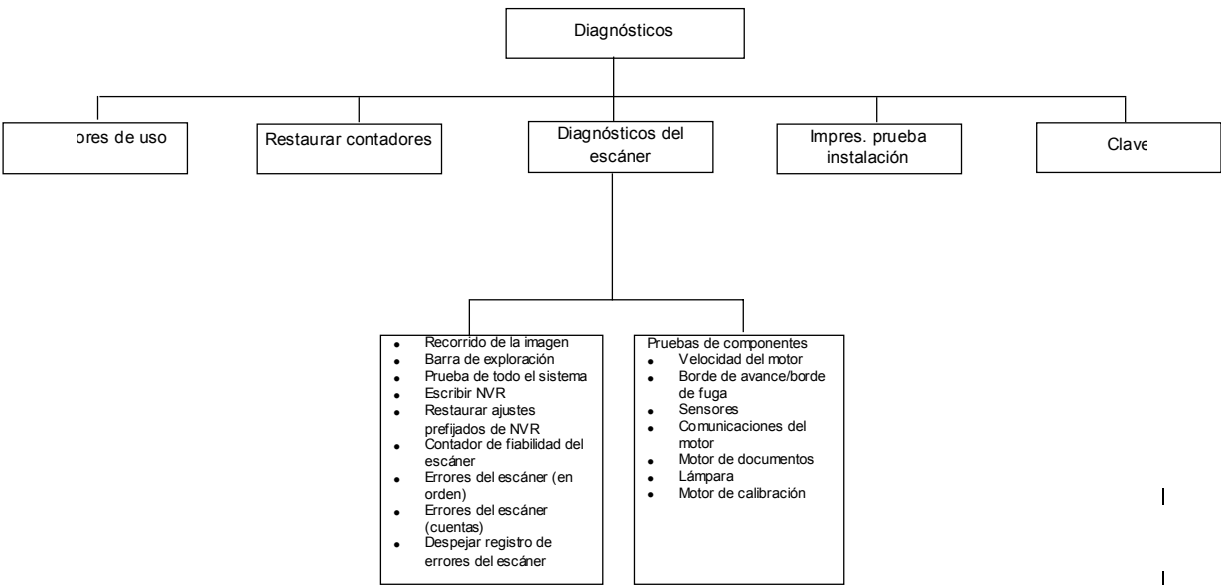 Diagnósticos
de uso
Restaurar contadores
Diagnósticos del
escáner
Impres. prueba
instalación
Clave
Recorrido de la imagen
Barra de exploración
Prueba de todo el sistema
Escribir NVR
Restaurar ajustes
prefijados de NVR
Contador de fiabilidad del
escáner
Errores del escáner (en
orden)
Errores del escáner
(cuentas)
Despejar registro de
errores del escáner
Pruebas de componentes
Velocidad del motor
Borde de avance/borde
de fuga
Sensores
Comunicaciones del
motor
Motor de documentos
Lámpara
Motor de calibración